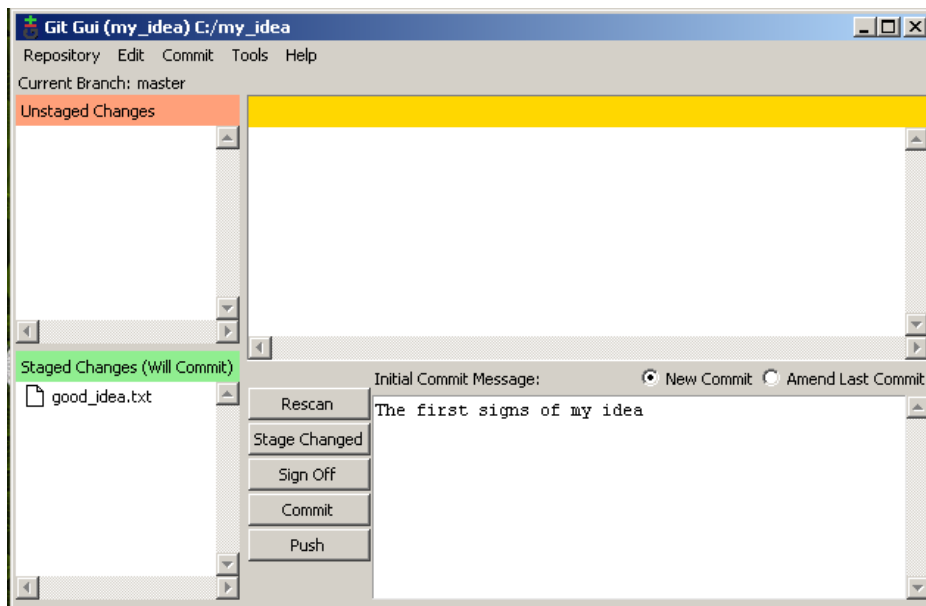 Git Gui (my_idea) C:/my_idea
Repository Edit Commit Tools Help
Current Branch: master
Unstaged Changes
Staged Changes (Will Commit)
good_idea.txt
Initial Commit Message:
New Commit
Amend Last Commit
Rescan
Stage Changed
Sign Off
Commit
Push
The first signs of my idea